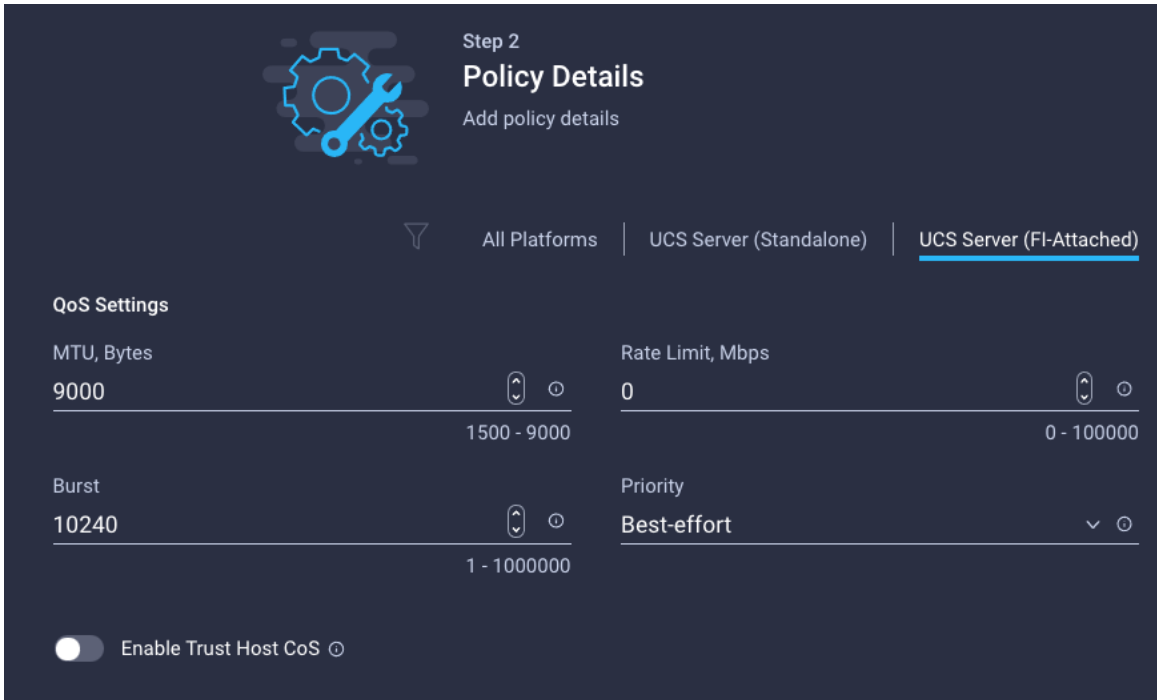 Step 2
Policy Details
Add policy details
All Platforms
UCS Server (Standalone)
UCS Server (FI-Attached)
QoS Settings
MTU, Bytes
Rate Limit, Mbps
9000
0
1500 - 9000
0 - 100000
Burst
Priority
10240
Best-effort
1 - 1000000
Enable Trust Host CoS